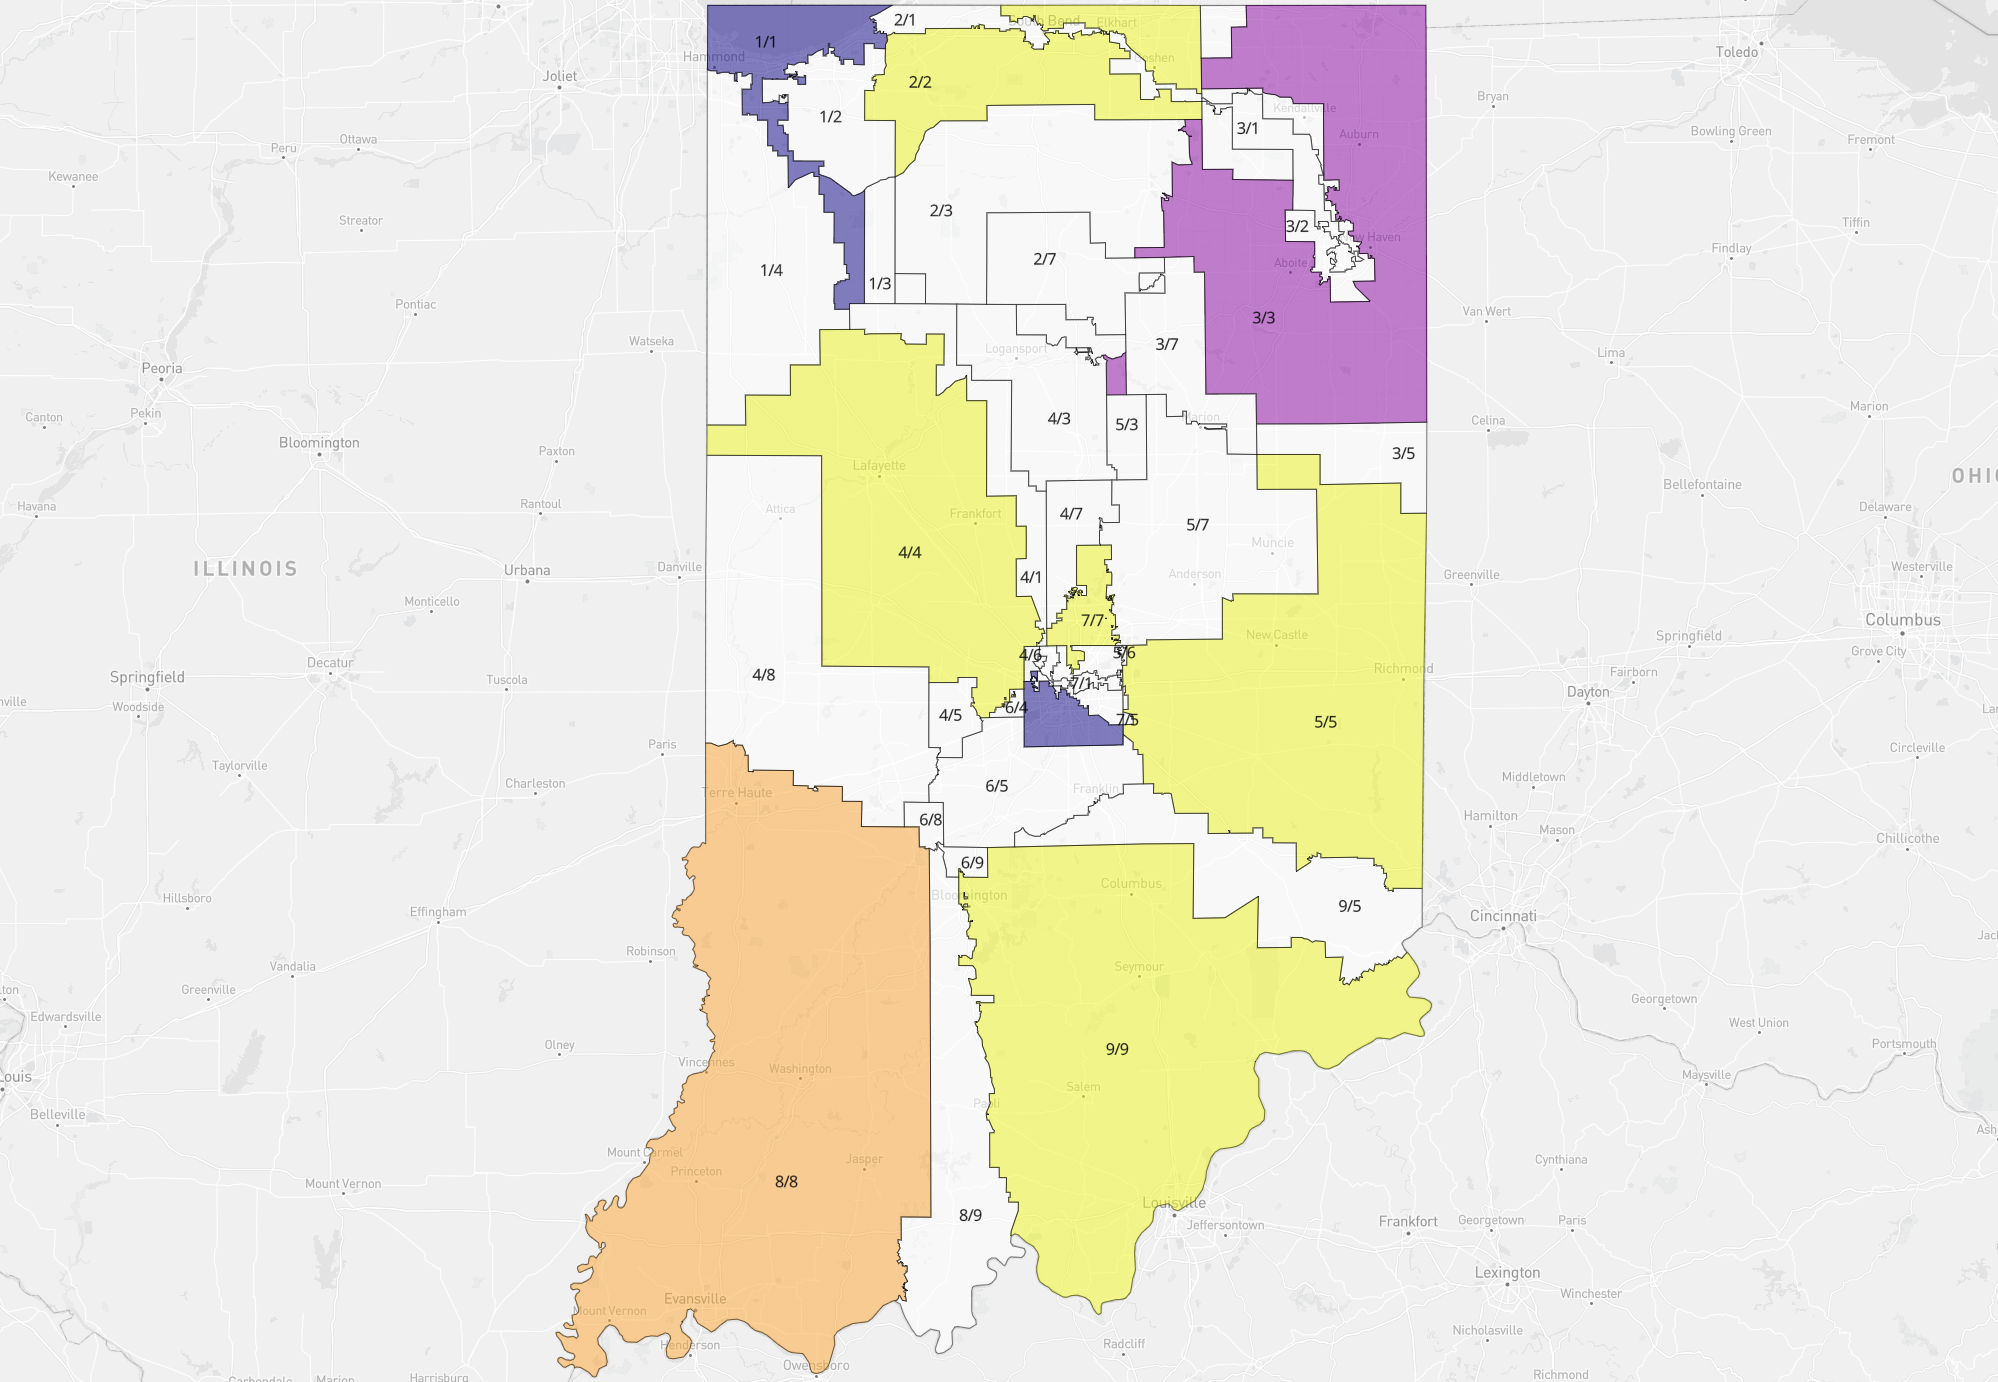 1/1
2/1
South Bend
Elkhart
Toledo
Hammond
Joliet
Goshen
2/2
1/2
Bryan
Kendallville
3/1
Auburn
Bowling Green
Fremont
Ottawa
Peru
Kewanee
Streator
2/3
3/2
New Haven
Tiffin
Findlay
1/4
2/7
Aboite
1/3
Pontiac
3/3
Van Wert
Watseka
Logansport
3/7
Lima
Peoria
Canton
Pekin
4/3
Marion
5/3
Marion
Celina
Bloomington
Paxton
Lafayette
3/5
Bellefontaine
OHIO
Havana
Rantoul
Attica
Frankfort
4/7
5/7
Delaware
Muncie
4/4
ILLINOIS
Urbana
Danville
4/1
Anderson
Greenville
Westerville
Monticello
7/7
Columbus
New Castle
Springfield
4/6
5/6
Grove City
Decatur
Springfield
Tuscola
4/8
7/1
Richmond
Fairborn
Dayton
Woodside
4/5
6/4
7/5
5/5
Paris
Circleville
Taylorville
Charleston
Terre Haute
6/5
Franklin
Middletown
6/8
Hamilton
Mason
Chillicothe
6/9
Hillsboro
Effingham
Bloomington
Columbus
9/5
Cincinnati
Robinson
Vandalia
Seymour
Greenville
Georgetown
Edwardsville
West Union
Olney
Vincennes
Washington
9/9
Portsmouth
Louis
Salem
Maysville
Belleville
Paoli
Mount Carmel
Jasper
Princeton
8/8
Cynthiana
Mount Vernon
Louisville
8/9
Jeffersontown
Frankfort
Georgetown
Paris
Lexington
Winchester
Evansville
Mount Vernon
Nicholasville
Henderson
Radcliff
Owensboro
Carbondale
Marion
Harrisburg
Richmond